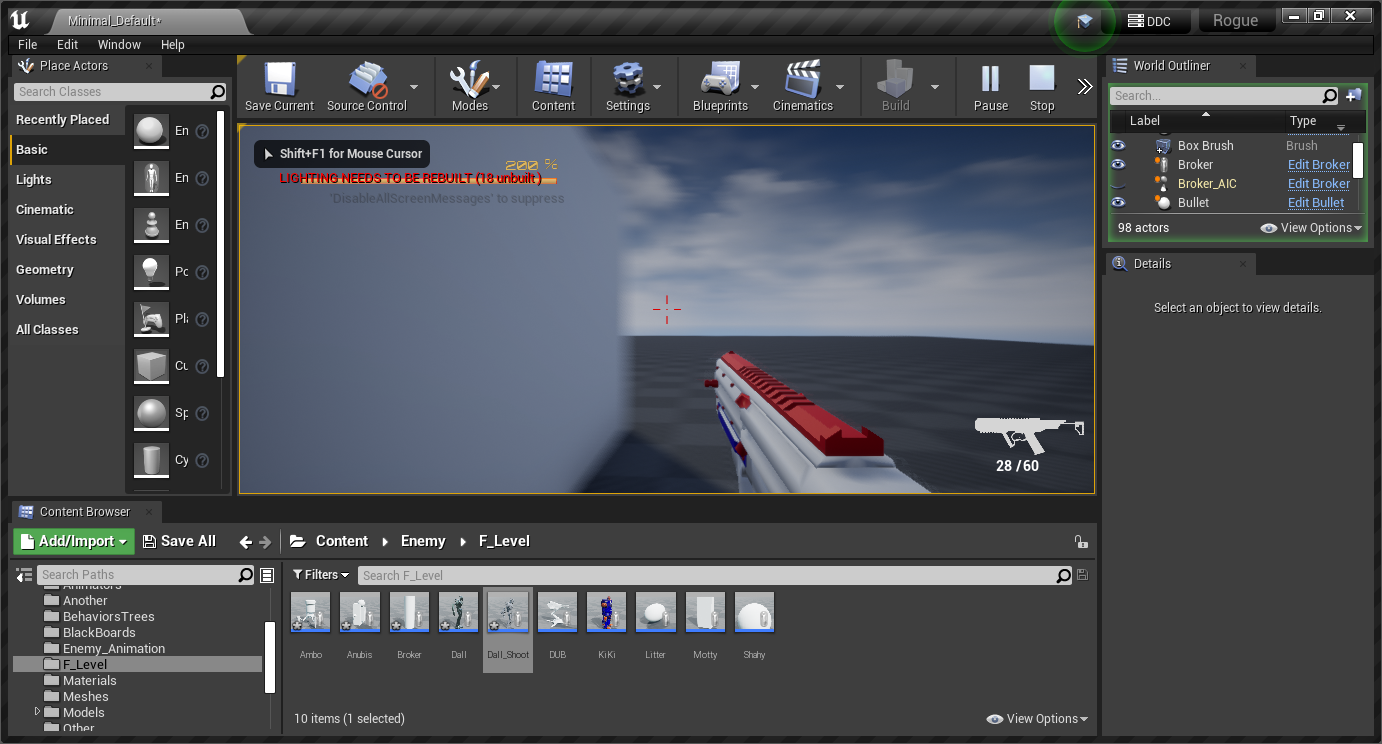 Minimal_Default*
DDC
Rogue
File Edit Window Help
Place Actors
Search Classes
Recently Placed
Basic
Lights
Cinematic
Visual Effects
Geometry
Volumes
All Classes
En
En
En
Po
Pla
Cu
Sp
Cy
Save Current
Source Control
Modes
Content
Settings
Blueprints
Cinematics
Build
Pause
Stop
Shift+F1 for Mouse Cursor
200 %
LIGHTING NEEDS TO BE REBUILT (18 unbuilt)
'DisableAllScreenMessages' to suppress
28 / 60
World Outliner
Search...
Label Type
Box Brush Brush
Broker Edit Broker
Broker_AIC Edit Broker
Bullet Edit Bullet
98 actors View Options
Details
Select an object to view details.
Content Browser
Add/Import Save All Content Enemy F_Level
Search Paths
Filters Search F_Level
Animators
Another
BehaviorsTrees
BlackBoards
Enemy_Animation
F_Level
Materials
Meshes
Models
Other
Ambo Anubis Broker Dall Dall_Shoot DUB KiKi Litter Motty Shahy
10 items (1 selected) View Options